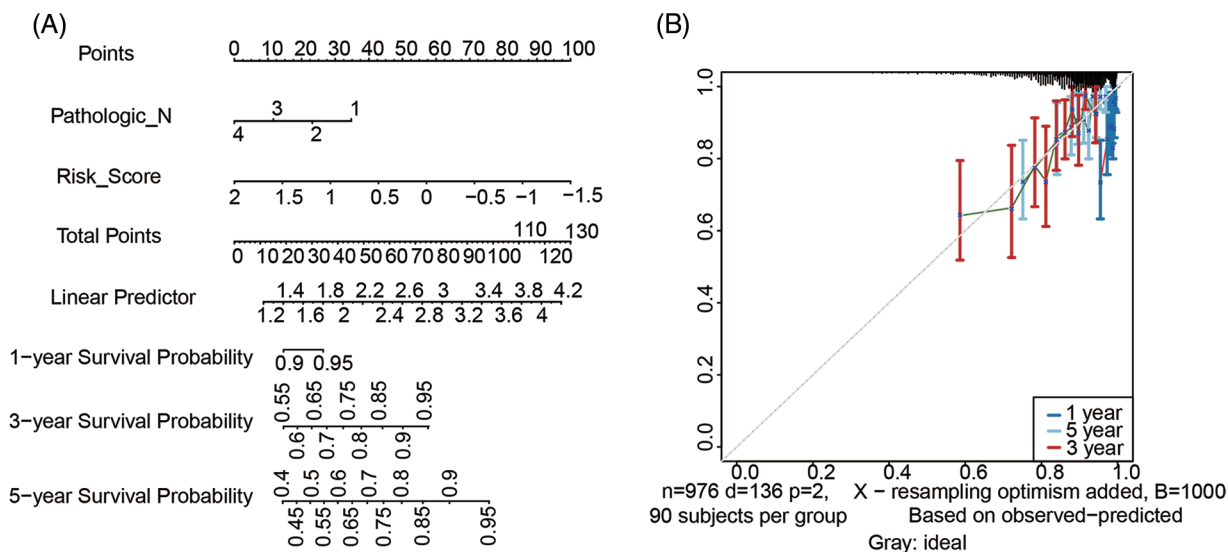 (A)
Points
0 10 20 30 40 50 60 70 80 90 100
Pathologic_N
3 1
4 2
Risk_Score
2 1.5 1 0.5 0 −0.5 −1 −1.5
Total Points
110 130
0 10 20 30 40 50 60 70 80 90 100 120
Linear Predictor
1.4 1.8 2.2 2.6 3 3.4 3.8 4.2
1.2 1.6 2 2.4 2.8 3.2 3.6 4
1−year Survival Probability
0.9 0.95
3−year Survival Probability
0.55 0.65 0.75 0.85 0.95
0.6 0.7 0.8 0.9
5−year Survival Probability
0.4 0.5 0.6 0.7 0.8 0.9
0.45 0.55 0.65 0.75 0.85 0.95
(B)
1.0
0.8
0.6
0.4
0.2
0.0
1 year
5 year
3 year
0.0 0.2 0.4 0.6 0.8 1.0
n=976 d=136 p=2, X − resampling optimism added, B=1000
90 subjects per group Based on observed−predicted
Gray: ideal